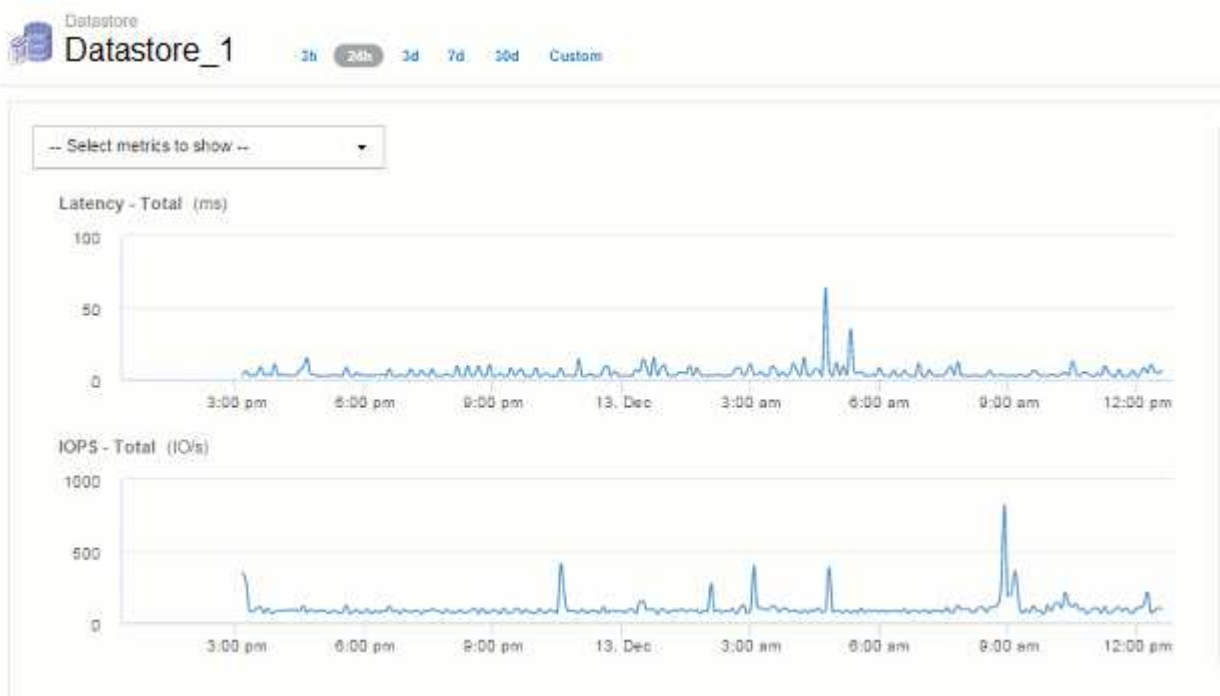 Datastore
Datastore_1
3h 24h 3d 7d 30d Custom
-- Select metrics to show --
Latency - Total (ms)
100
50
0
3:00 pm 6:00 pm 9:00 pm 13. Dec 3:00 am 6:00 am 9:00 am 12:00 pm
IOPS - Total (IO/s)
1000
500
0
3:00 pm 6:00 pm 9:00 pm 13. Dec 3:00 am 6:00 am 9:00 am 12:00 pm